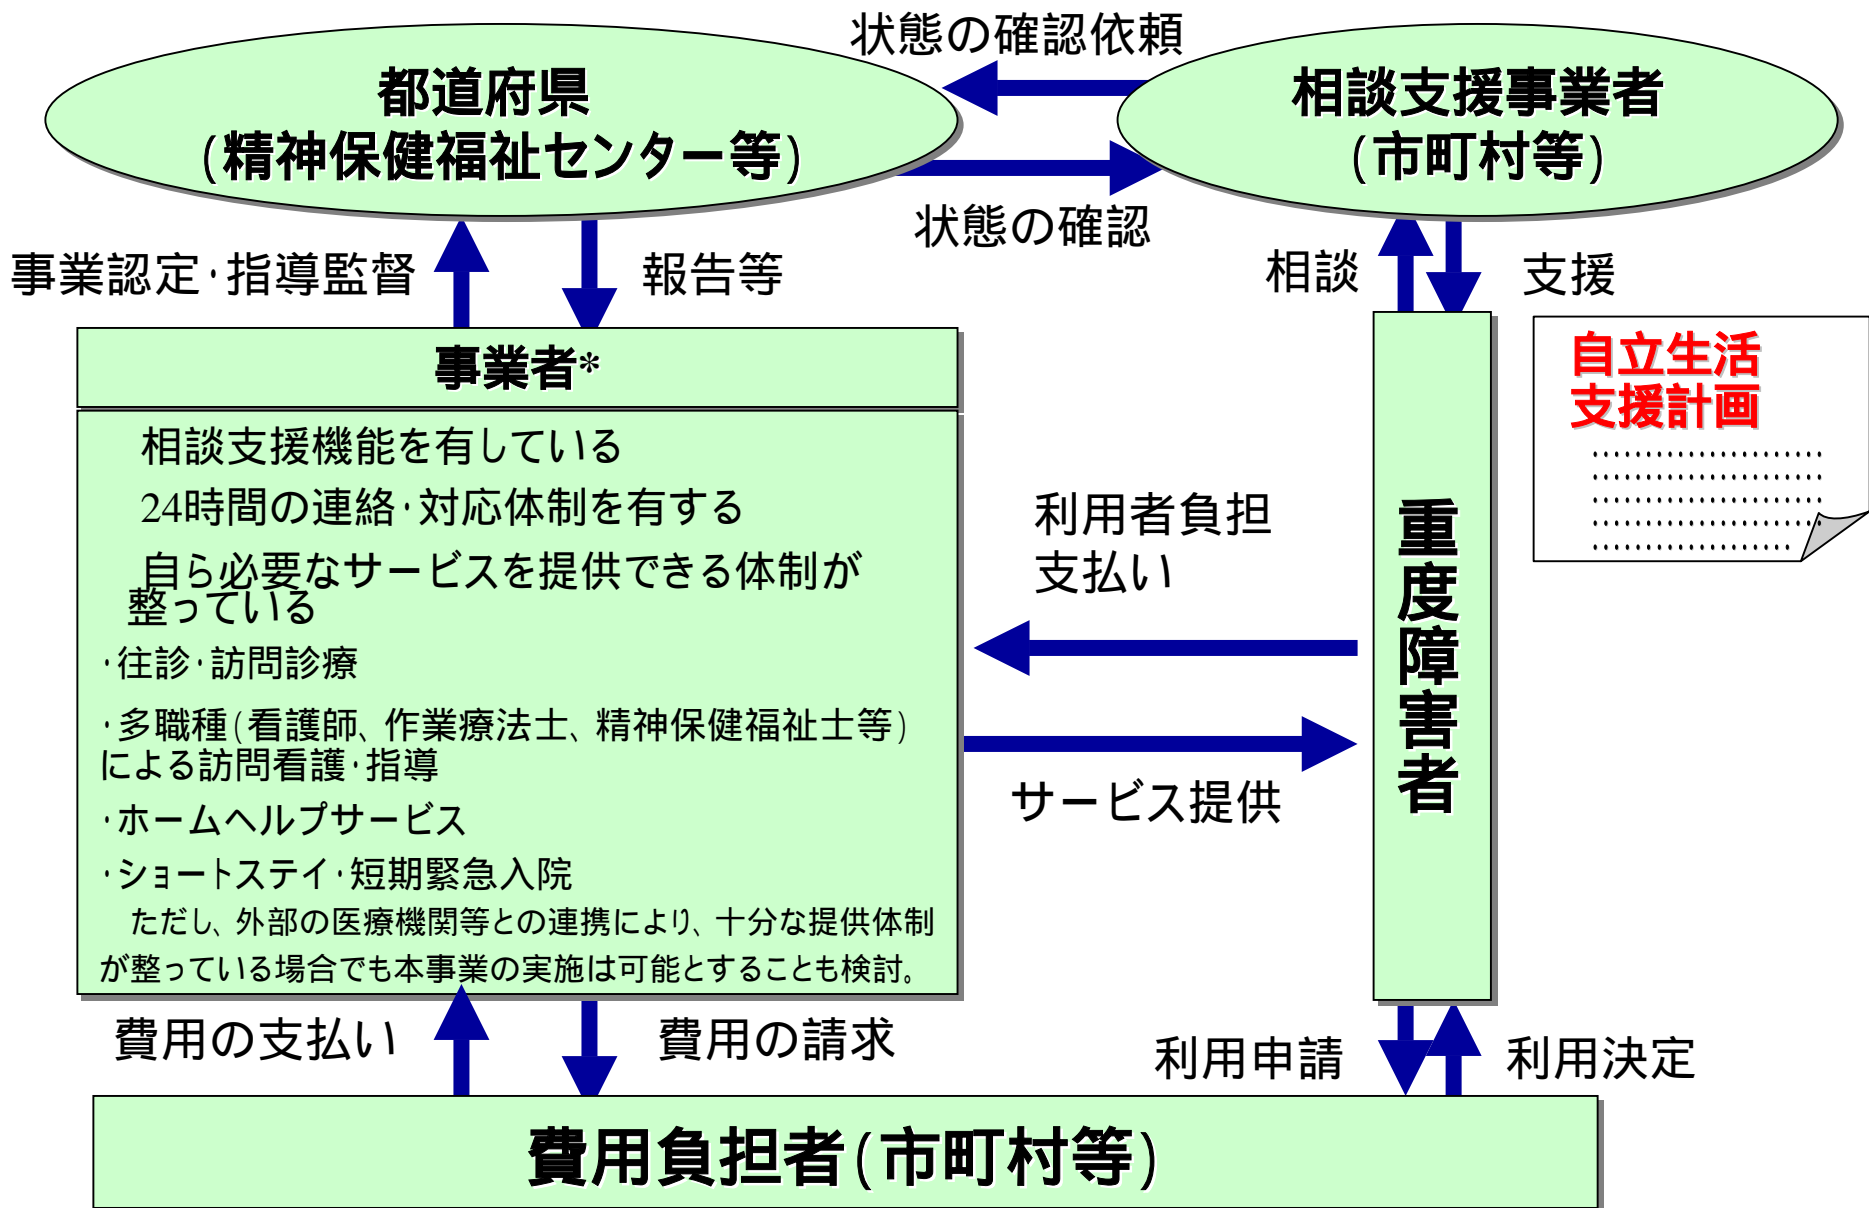 状態の確認依頼
都道府県
(精神保健福祉センター等)
相談支援事業者
(市町村等)
状態の確認
事業認定･指導監督
報告等
相談
支援
事業者*
相談支援機能を有している
24時間の連絡･対応体制を有する
自ら必要なサービスを提供できる体制が
整っている
･往診･訪問診療
･多職種(看護師、作業療法士、精神保健福祉士等)
による訪問看護･指導
･ホームヘルプサービス
･ショートステイ･短期緊急入院
ただし、外部の医療機関等との連携により、十分な提供体制
が整っている場合でも本事業の実施は可能とすることも検討。
利用者負担
支払い
サービス提供
重度障害者
自立生活
支援計画
費用の支払い
費用の請求
利用申請
利用決定
費用負担者(市町村等)